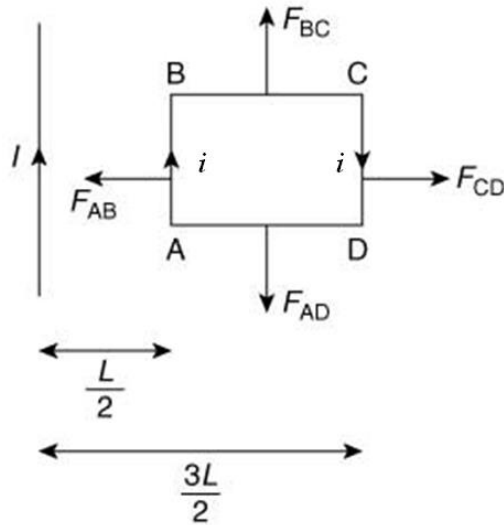 F_BC
B C
I i i
F_AB F_CD
A D
F_AD
L/2
3L/2